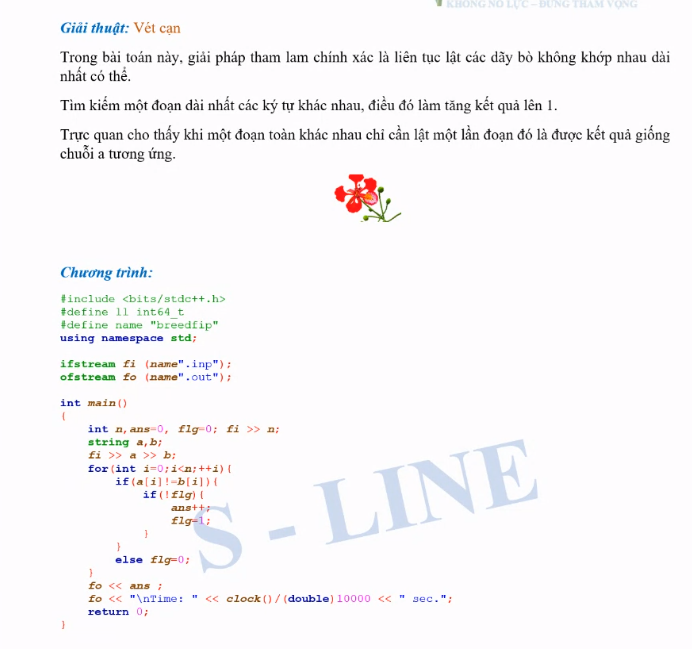 KHÔNG NỖ LỰC – ĐỪNG THAM VỌNG
Giải thuật: Vét cạn
Trong bài toán này, giải pháp tham lam chính xác là liên tục lật các dãy bò không khớp nhau dài
nhất có thể.
Tìm kiếm một đoạn dài nhất các ký tự khác nhau, điều đó làm tăng kết quả lên 1.
Trực quan cho thấy khi một đoạn toàn khác nhau chỉ cần lật một lần đoạn đó là được kết quả giống
chuỗi a tương ứng.
Chương trình:
#include <bits/stdc++.h>
#define ll int64_t
#define name "breedfip"
using namespace std;
ifstream fi (name".inp");
ofstream fo (name".out");
int main()
{
int n,ans=0, flg=0; fi >> n;
string a,b;
fi >> a >> b;
for(int i=0;i<n;++i){
if(a[i]!=b[i]){
if(!flg){
ans++;
flg=1;
}
}
else flg=0;
}
fo << ans ;
fo << "\nTime: " << clock()/(double)10000 << " sec.";
return 0;
}
S - LINE